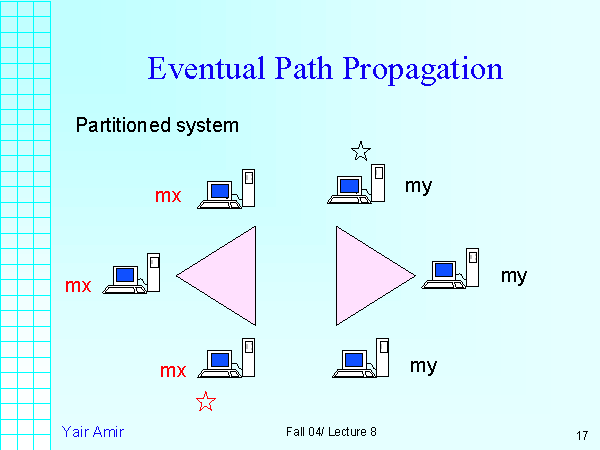 Eventual Path Propagation
Partitioned system
mx
my
mx
my
mx
my
Yair Amir
Fall 04/ Lecture 8
17